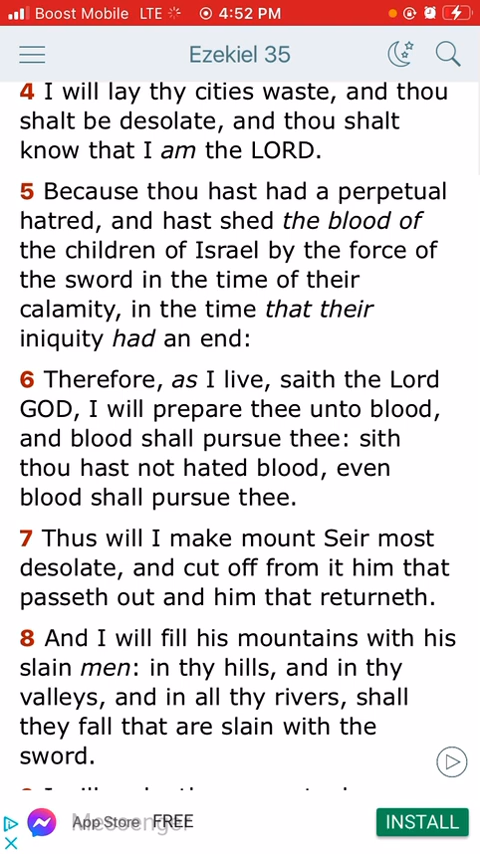 Boost Mobile LTE 4:52 PM
Ezekiel 35
4 I will lay thy cities waste, and thou
shalt be desolate, and thou shalt
know that I am the LORD.
5 Because thou hast had a perpetual
hatred, and hast shed the blood of
the children of Israel by the force of
the sword in the time of their
calamity, in the time that their
iniquity had an end:
6 Therefore, as I live, saith the Lord
GOD, I will prepare thee unto blood,
and blood shall pursue thee: sith
thou hast not hated blood, even
blood shall pursue thee.
7 Thus will I make mount Seir most
desolate, and cut off from it him that
passeth out and him that returneth.
8 And I will fill his mountains with his
slain men: in thy hills, and in thy
valleys, and in all thy rivers, shall
they fall that are slain with the
sword.
Messenger
App Store FREE
INSTALL